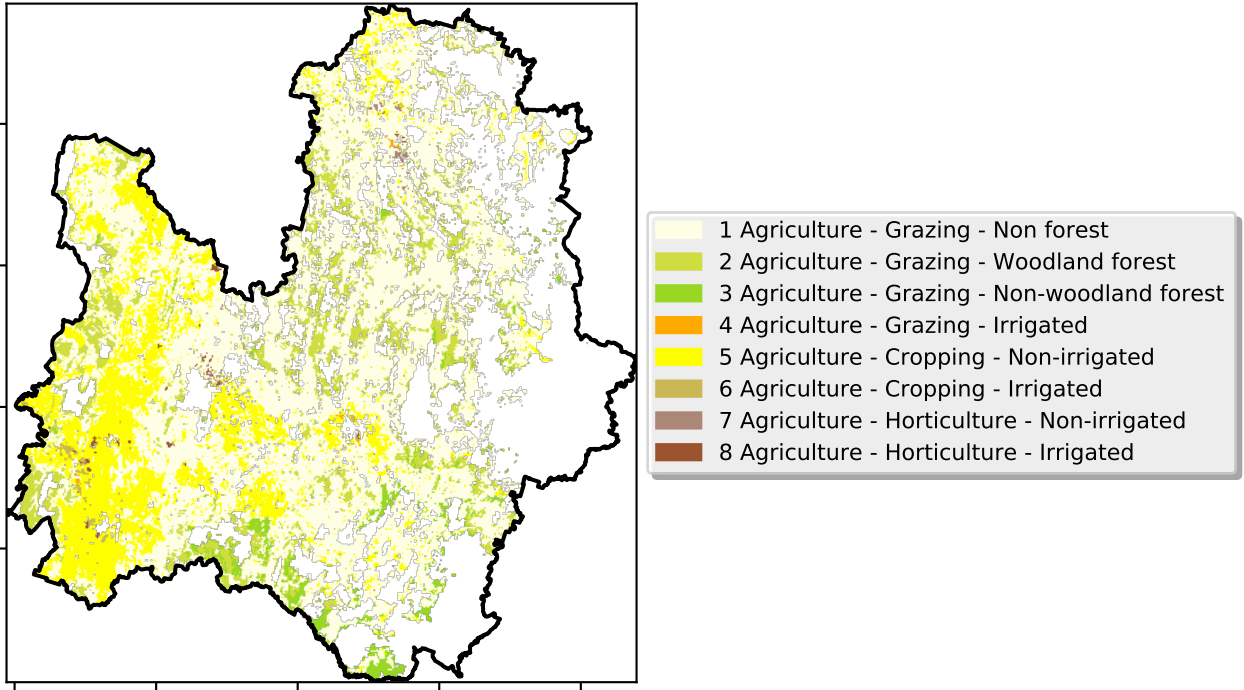 1 Agriculture - Grazing - Non forest
2 Agriculture - Grazing - Woodland forest
3 Agriculture - Grazing - Non-woodland forest
4 Agriculture - Grazing - Irrigated
5 Agriculture - Cropping - Non-irrigated
6 Agriculture - Cropping - Irrigated
7 Agriculture - Horticulture - Non-irrigated
8 Agriculture - Horticulture - Irrigated